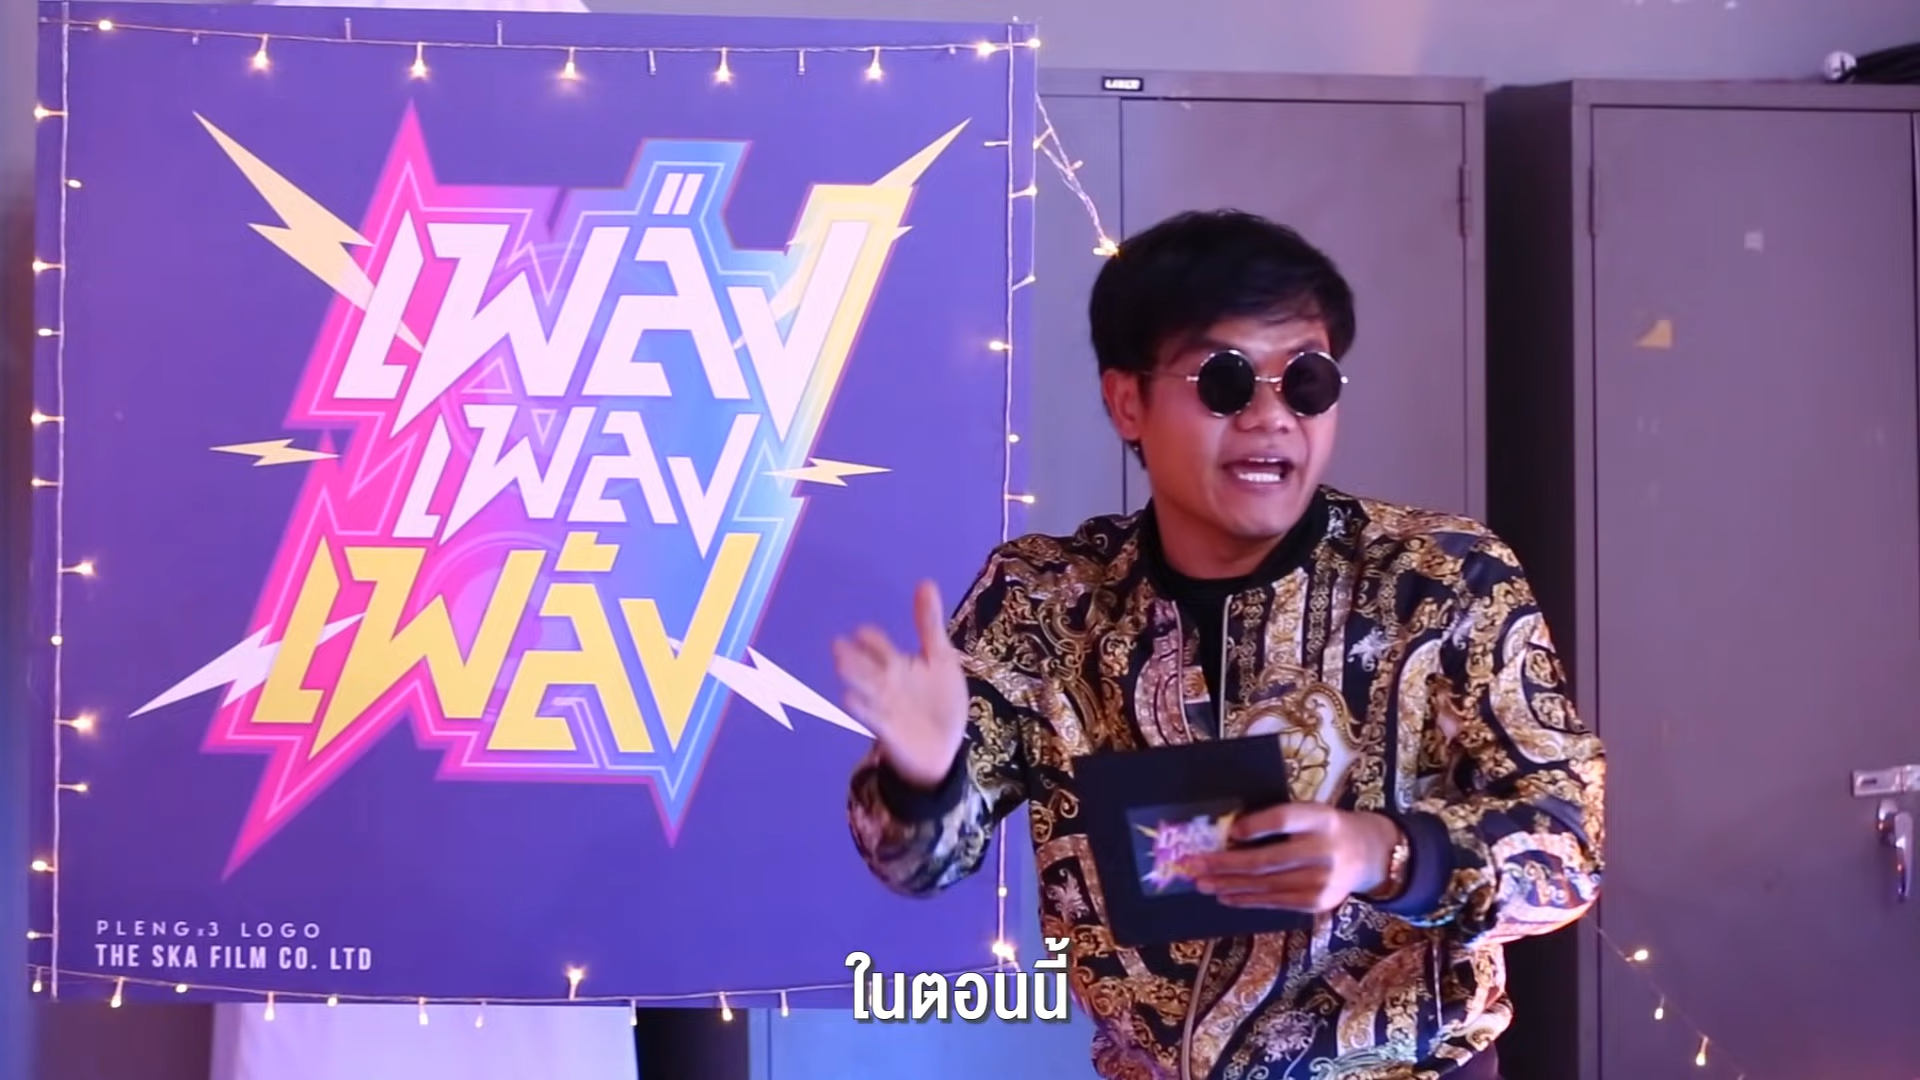 เพล๊ง
เพลง
เพลัง
PLENGx3 LOGO
THE SKA FILM CO. LTD
ในตอนนี้